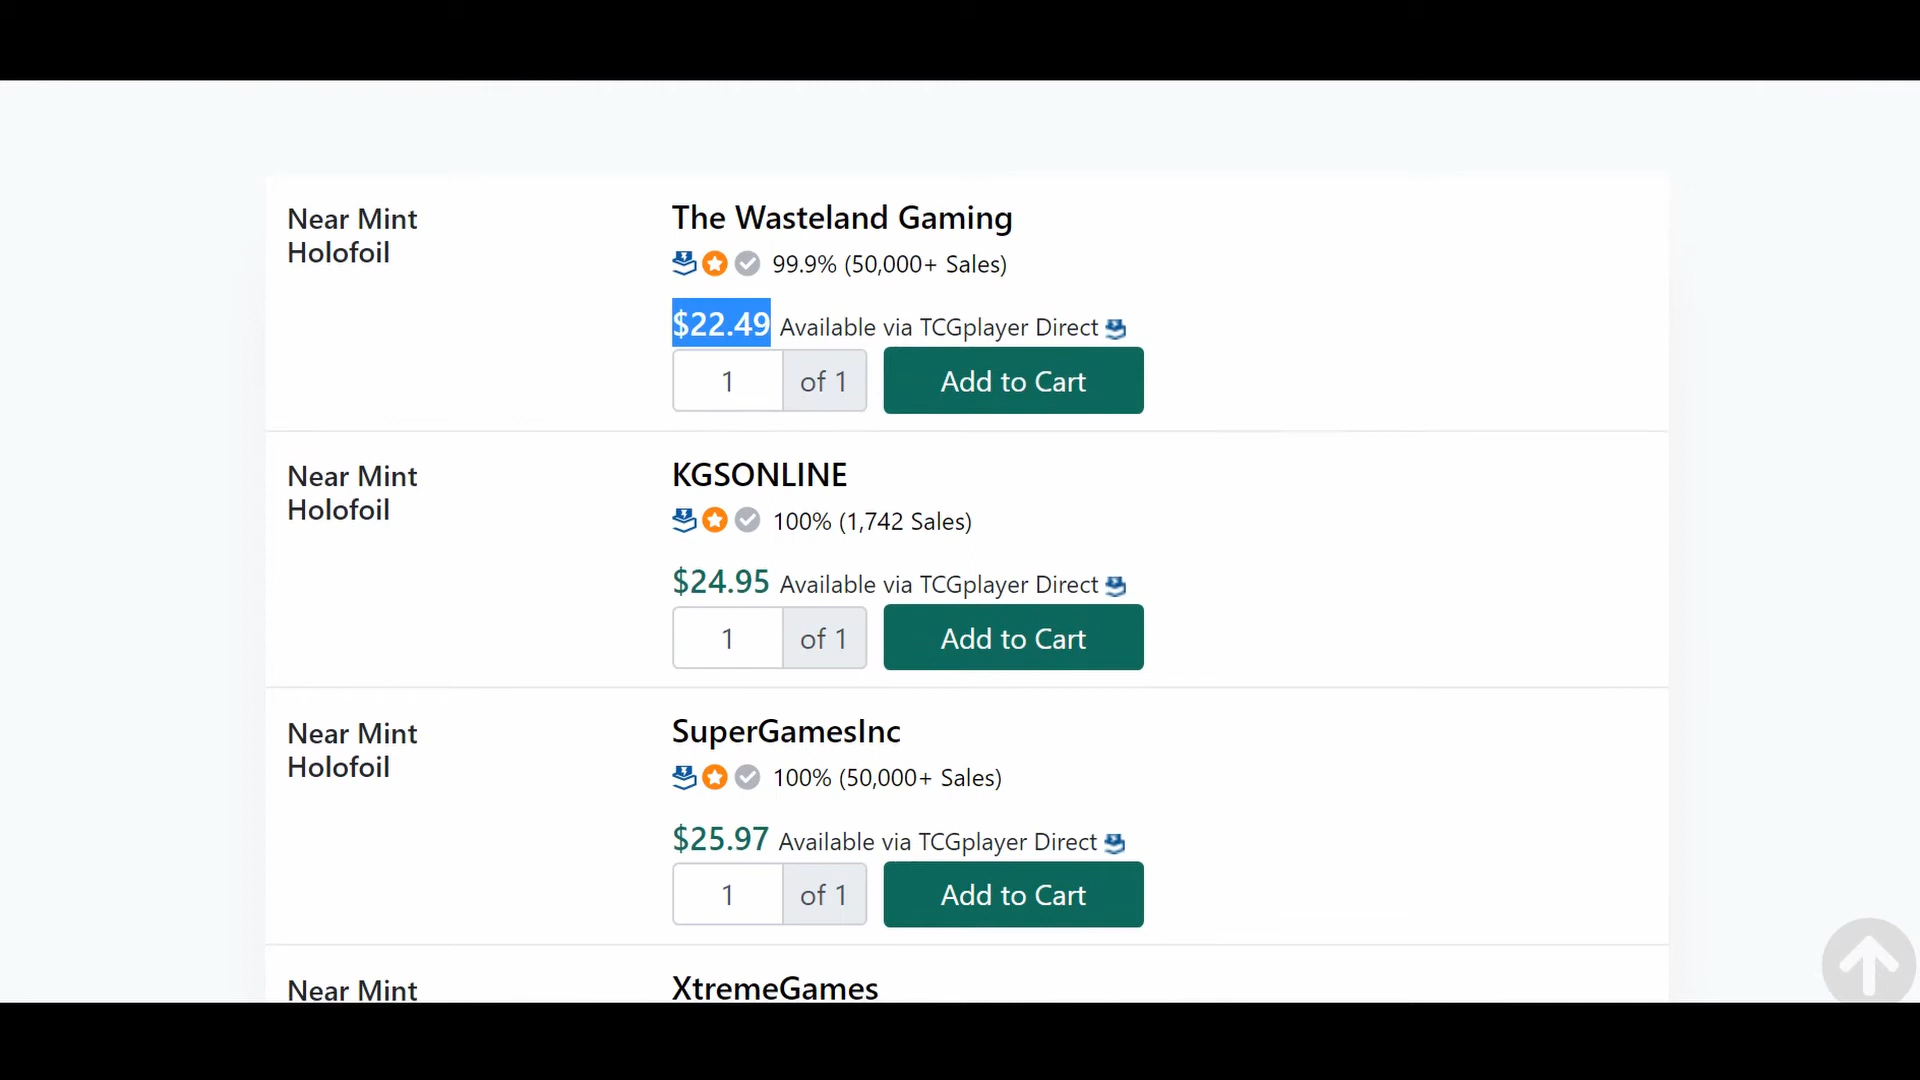 Near Mint
Holofoil
The Wasteland Gaming
99.9% (50,000+ Sales)
$22.49 Available via TCGplayer Direct
1 of 1 Add to Cart
Near Mint
Holofoil
KGSONLINE
100% (1,742 Sales)
$24.95 Available via TCGplayer Direct
1 of 1 Add to Cart
Near Mint
Holofoil
SuperGamesInc
100% (50,000+ Sales)
$25.97 Available via TCGplayer Direct
1 of 1 Add to Cart
Near Mint
XtremeGames